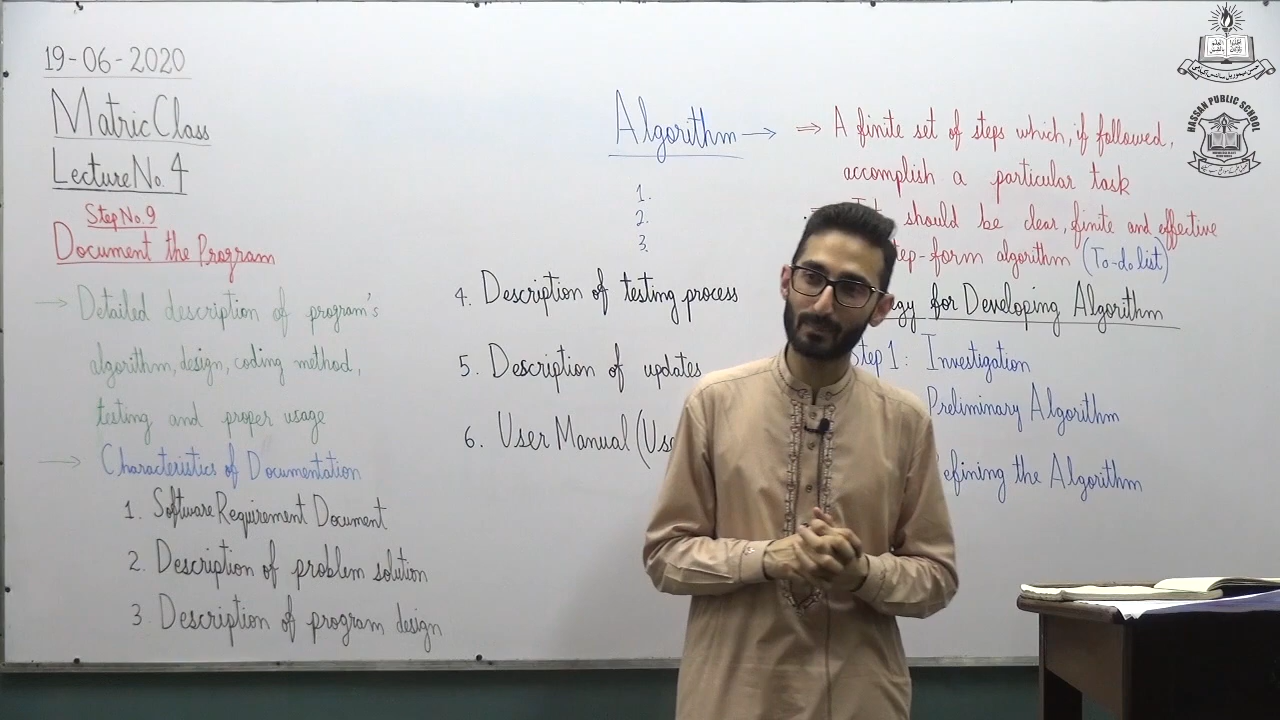 19-06-2020
Matric Class
Lecture No. 4
Step No. 9
Document the Program
Detailed description of program's
algorithm, design, coding method,
testing and proper usage
Characteristics of Documentation
1. Software Requirement Document
2. Description of problem solution
3. Description of program design
4. Description of testing process
5. Description of updates
6. User Manual (
Algorithm → ⇒ A finite set of steps which, if followed,
accomplish a particular task
1.
2.
3.
should be clear, finite and effective
step-form algorithm (To-do list)
for Developing Algorithm
Step 1: Investigation
Preliminary Algorithm
efining the Algorithm
HASSAN PUBLIC SCHOOL